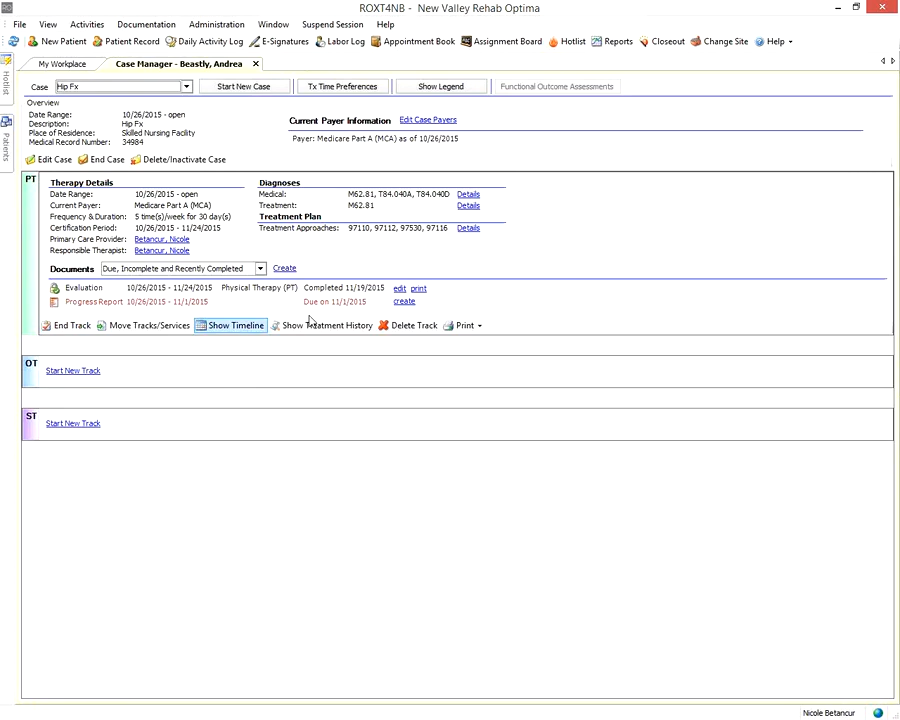 RO ROXT4NB - New Valley Rehab Optima
File View Activities Documentation Administration Window Suspend Session Help
New Patient Patient Record Daily Activity Log E-Signatures Labor Log Appointment Book Assignment Board Hotlist Reports Closeout Change Site Help
My Workplace Case Manager - Beastly, Andrea
Hotlist
Patients
Case Hip Fx Start New Case Tx Time Preferences Show Legend Functional Outcome Assessments
Overview
Date Range: 10/26/2015 - open
Description: Hip Fx
Place of Residence: Skilled Nursing Facility
Medical Record Number: 34984
Current Payer Information Edit Case Payers
Payer: Medicare Part A (MCA) as of 10/26/2015
Edit Case End Case Delete/Inactivate Case
PT
Therapy Details
Date Range: 10/26/2015 - open
Current Payer: Medicare Part A (MCA)
Frequency & Duration: 5 time(s)/week for 30 day(s)
Certification Period: 10/26/2015 - 11/24/2015
Primary Care Provider: Betancur, Nicole
Responsible Therapist: Betancur, Nicole
Diagnoses
Medical: M62.81, T84.040A, T84.040D Details
Treatment: M62.81 Details
Treatment Plan
Treatment Approaches: 97110, 97112, 97530, 97116 Details
Documents Due, Incomplete and Recently Completed Create
Evaluation 10/26/2015 - 11/24/2015 Physical Therapy (PT) Completed 11/19/2015 edit print
Progress Report 10/26/2015 - 11/1/2015 Due on 11/1/2015 create
End Track Move Tracks/Services Show Timeline Show Treatment History Delete Track Print
OT
Start New Track
ST
Start New Track
Nicole Betancur